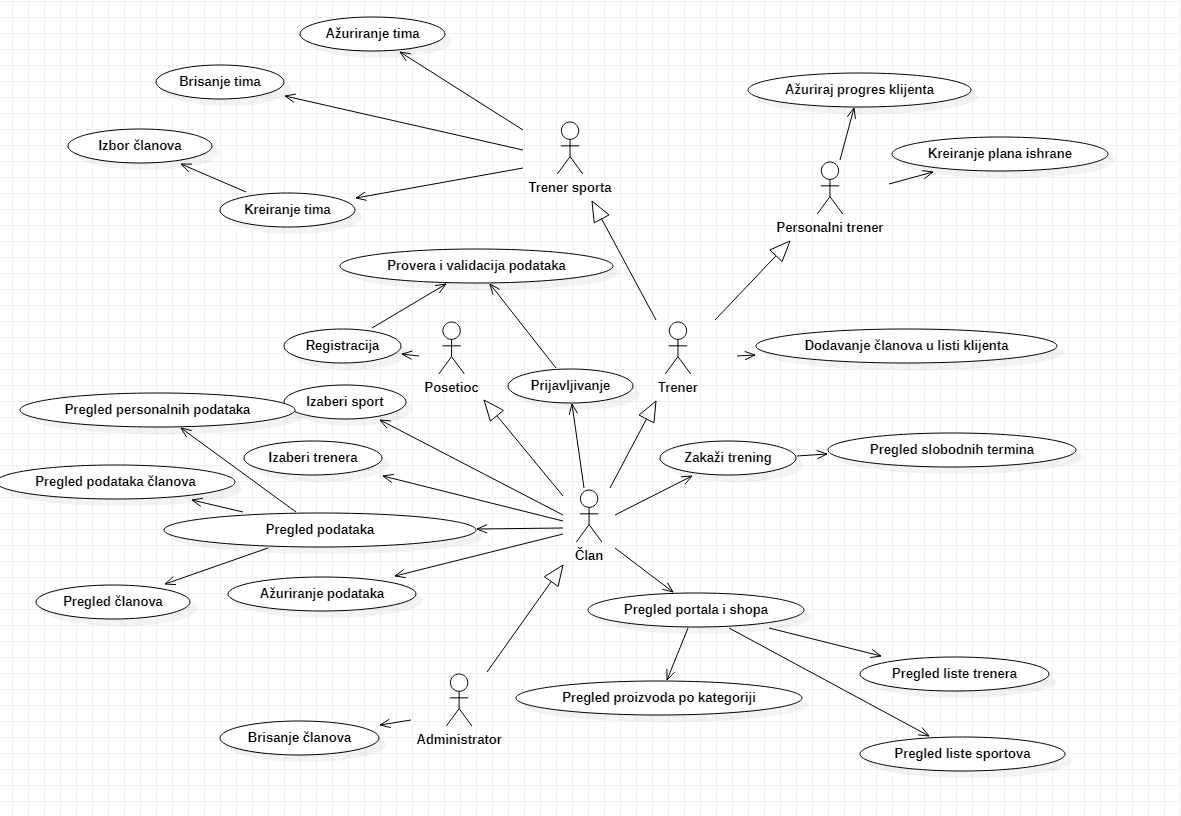 Ažuriranje tima
Brisanje tima
Ažuriraj progres klijenta
Izbor članova
Kreiranje plana ishrane
Trener sporta
Kreiranje tima
Personalni trener
Provera i validacija podataka
Registracija
Dodavanje članova u listi klijenta
Posetioc
Prijavljivanje
Trener
Izaberi sport
Pregled personalnih podataka
Pregled slobodnih termina
Izaberi trenera
Zakaži trening
Pregled podataka članova
Pregled podataka
Član
Ažuriranje podataka
Pregled članova
Pregled portala i shopa
Pregled liste trenera
Pregled proizvoda po kategoriji
Brisanje članova
Administrator
Pregled liste sportova